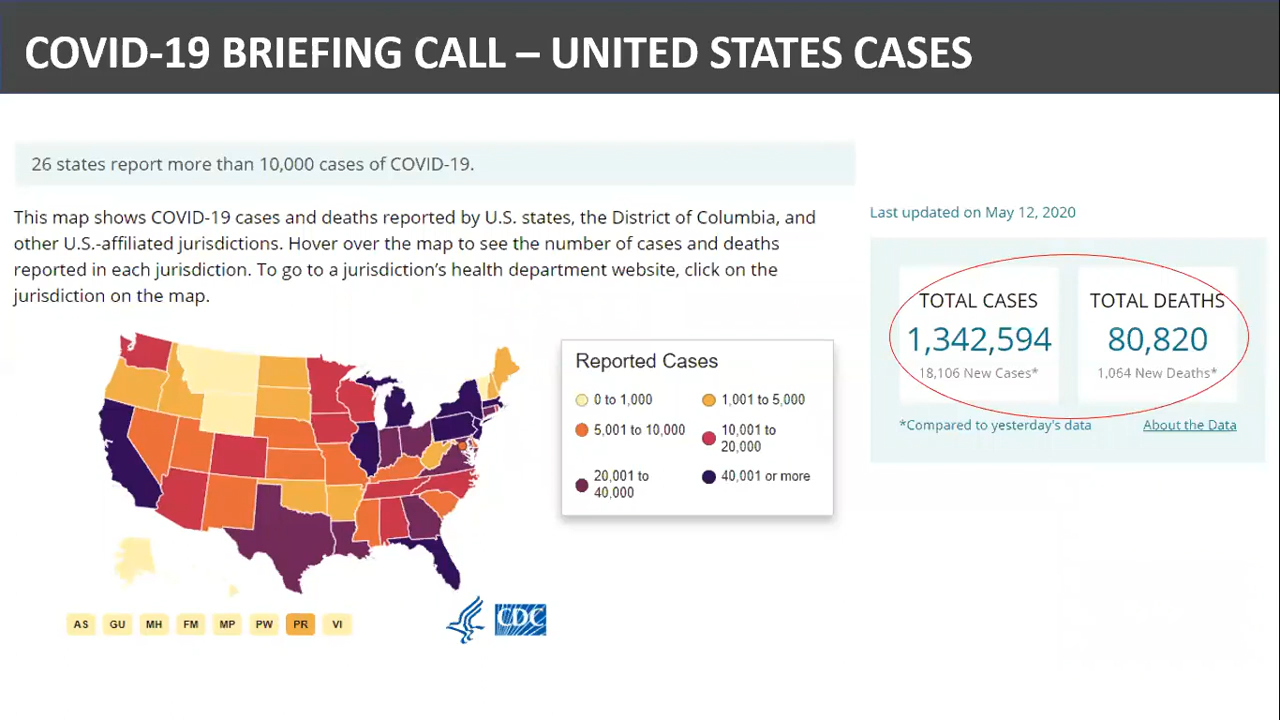 COVID-19 BRIEFING CALL – UNITED STATES CASES
26 states report more than 10,000 cases of COVID-19.
This map shows COVID-19 cases and deaths reported by U.S. states, the District of Columbia, and
other U.S.-affiliated jurisdictions. Hover over the map to see the number of cases and deaths
reported in each jurisdiction. To go to a jurisdiction's health department website, click on the
jurisdiction on the map.
Last updated on May 12, 2020
TOTAL CASES
1,342,594
18,106 New Cases*
TOTAL DEATHS
80,820
1,064 New Deaths*
*Compared to yesterday's data
About the Data
Reported Cases
0 to 1,000
1,001 to 5,000
5,001 to 10,000
10,001 to
20,000
20,001 to
40,000
40,001 or more
AS GU MH FM MP PW PR VI
CDC